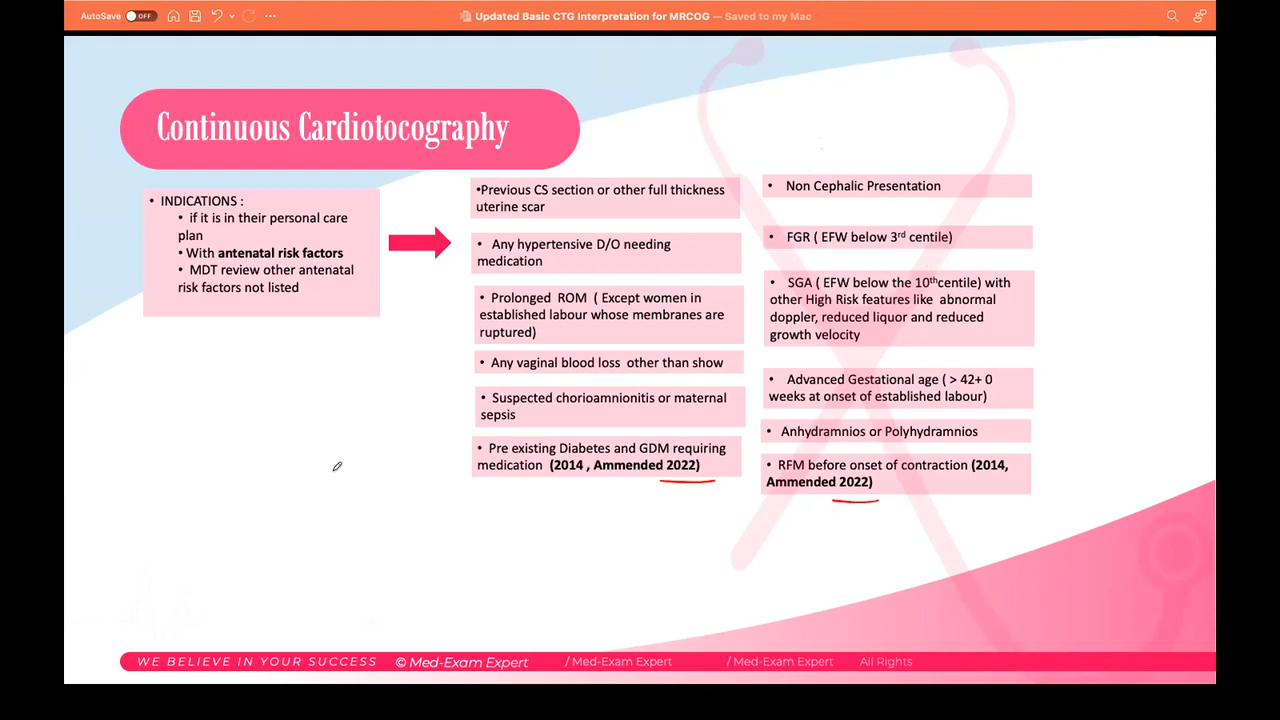 AutoSave OFF
Updated Basic CTG Interpretation for MRCOG — Saved to my Mac
Continuous Cardiotocography
• INDICATIONS :
• if it is in their personal care
plan
• With antenatal risk factors
• MDT review other antenatal
risk factors not listed
•Previous CS section or other full thickness
uterine scar
• Any hypertensive D/O needing
medication
• Prolonged ROM ( Except women in
established labour whose membranes are
ruptured)
• Any vaginal blood loss other than show
• Suspected chorioamnionitis or maternal
sepsis
• Pre existing Diabetes and GDM requiring
medication (2014 , Ammended 2022)
• Non Cephalic Presentation
• FGR ( EFW below 3rd centile)
• SGA ( EFW below the 10thcentile) with
other High Risk features like abnormal
doppler, reduced liquor and reduced
growth velocity
• Advanced Gestational age ( > 42+ 0
weeks at onset of established labour)
• Anhydramnios or Polyhydramnios
• RFM before onset of contraction (2014,
Ammended 2022)
WE BELIEVE IN YOUR SUCCESS © Med-Exam Expert / Med-Exam Expert / Med-Exam Expert All Rights